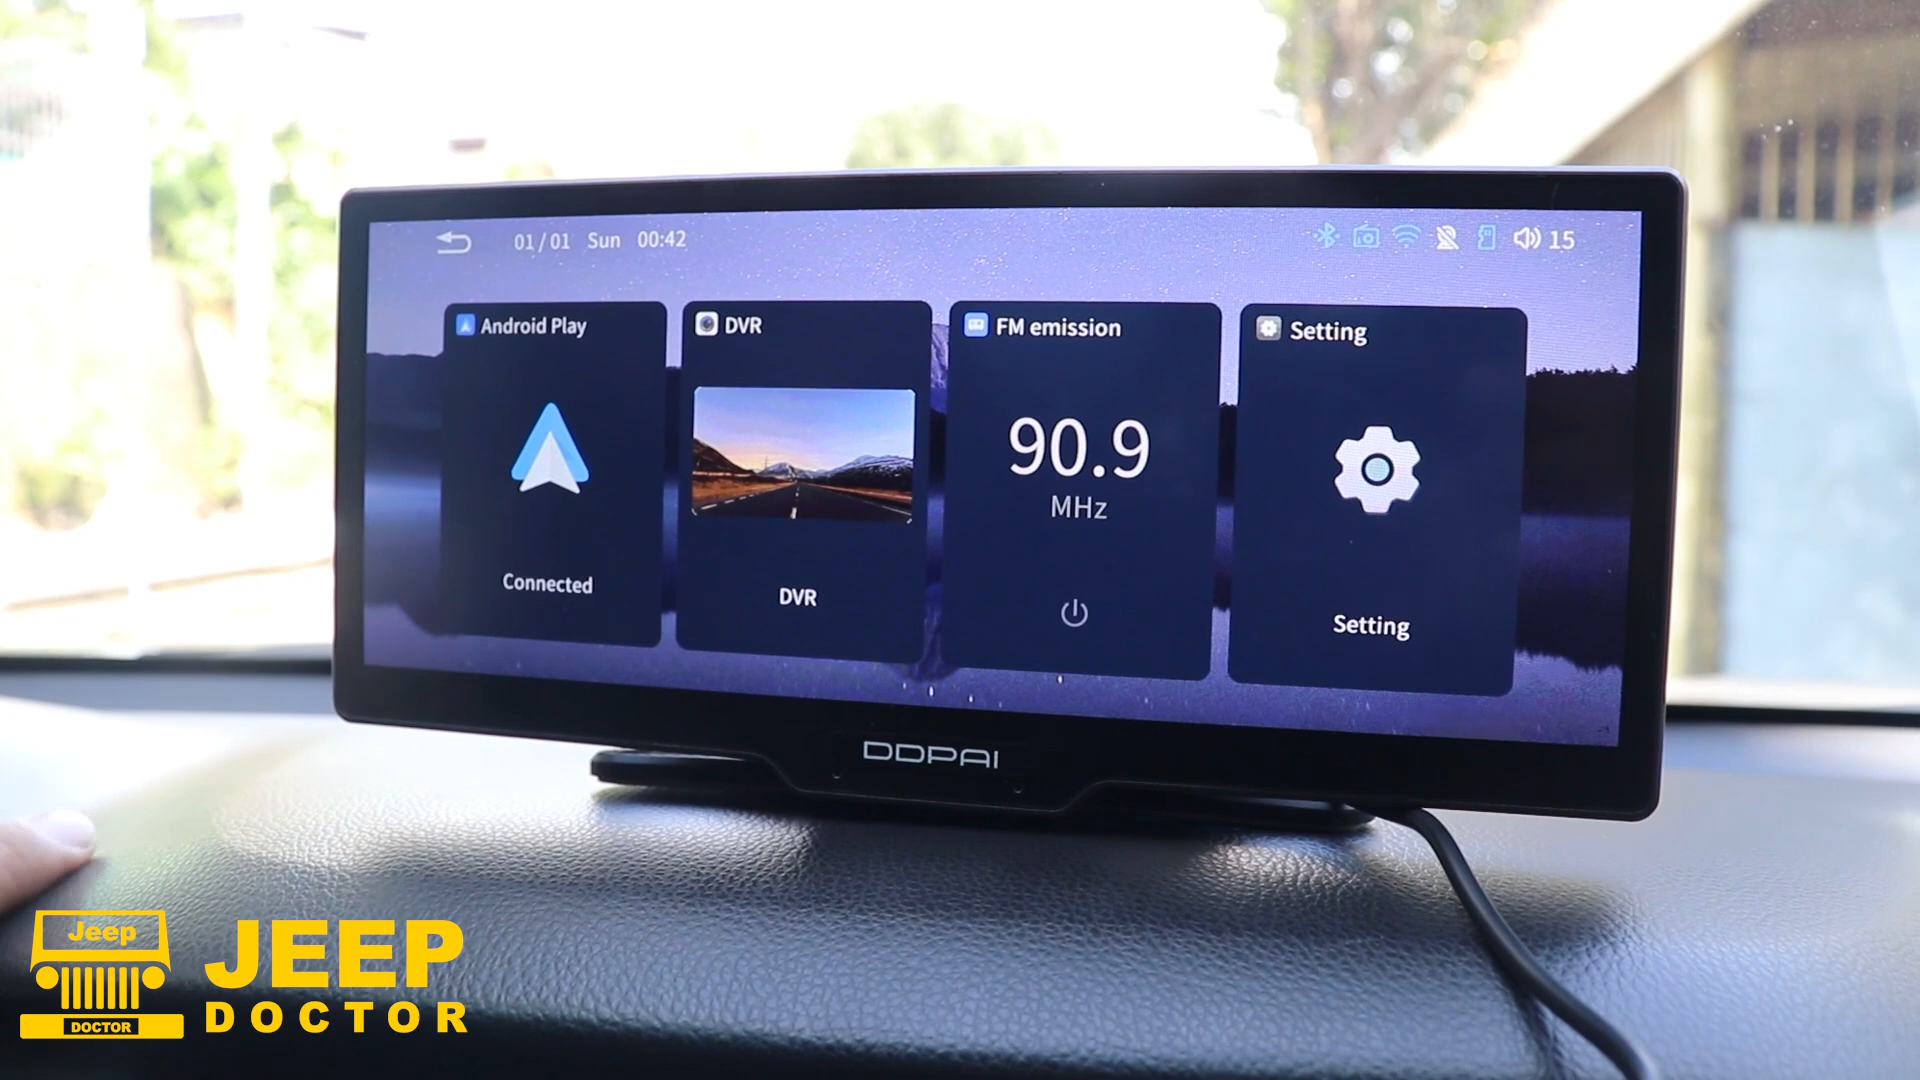 01/01 Sun 00:42
15
Android Play
Connected
DVR
DVR
FM emission
90.9
MHz
Setting
Setting
DDPAI
Jeep
DOCTOR
JEEP
DOCTOR